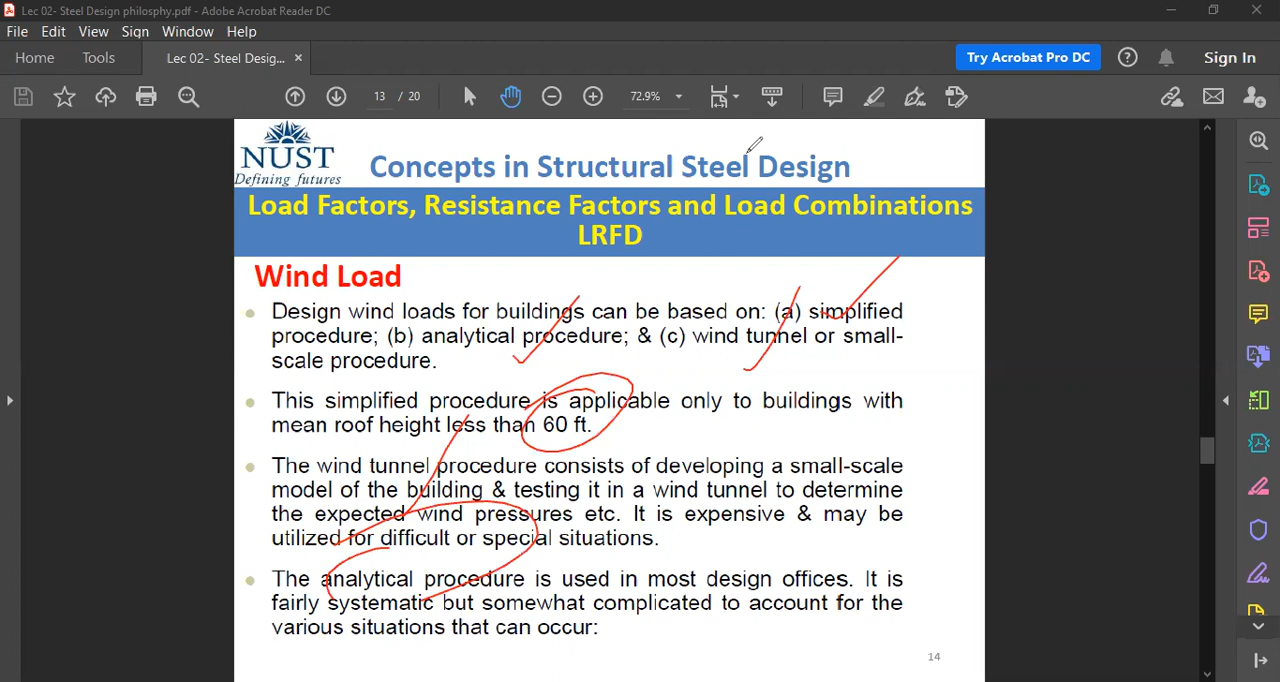 Lec 02- Steel Design philosphy.pdf - Adobe Acrobat Reader DC
File Edit View Sign Window Help
Home Tools Lec 02- Steel Desig... × Try Acrobat Pro DC Sign In
13 / 20 72.9%
NUST
Defining futures
Concepts in Structural Steel Design
Load Factors, Resistance Factors and Load Combinations
LRFD
Wind Load
Design wind loads for buildings can be based on: (a) simplified
procedure; (b) analytical procedure; & (c) wind tunnel or small-
scale procedure.
This simplified procedure is applicable only to buildings with
mean roof height less than 60 ft.
The wind tunnel procedure consists of developing a small-scale
model of the building & testing it in a wind tunnel to determine
the expected wind pressures etc. It is expensive & may be
utilized for difficult or special situations.
The analytical procedure is used in most design offices. It is
fairly systematic but somewhat complicated to account for the
various situations that can occur:
14